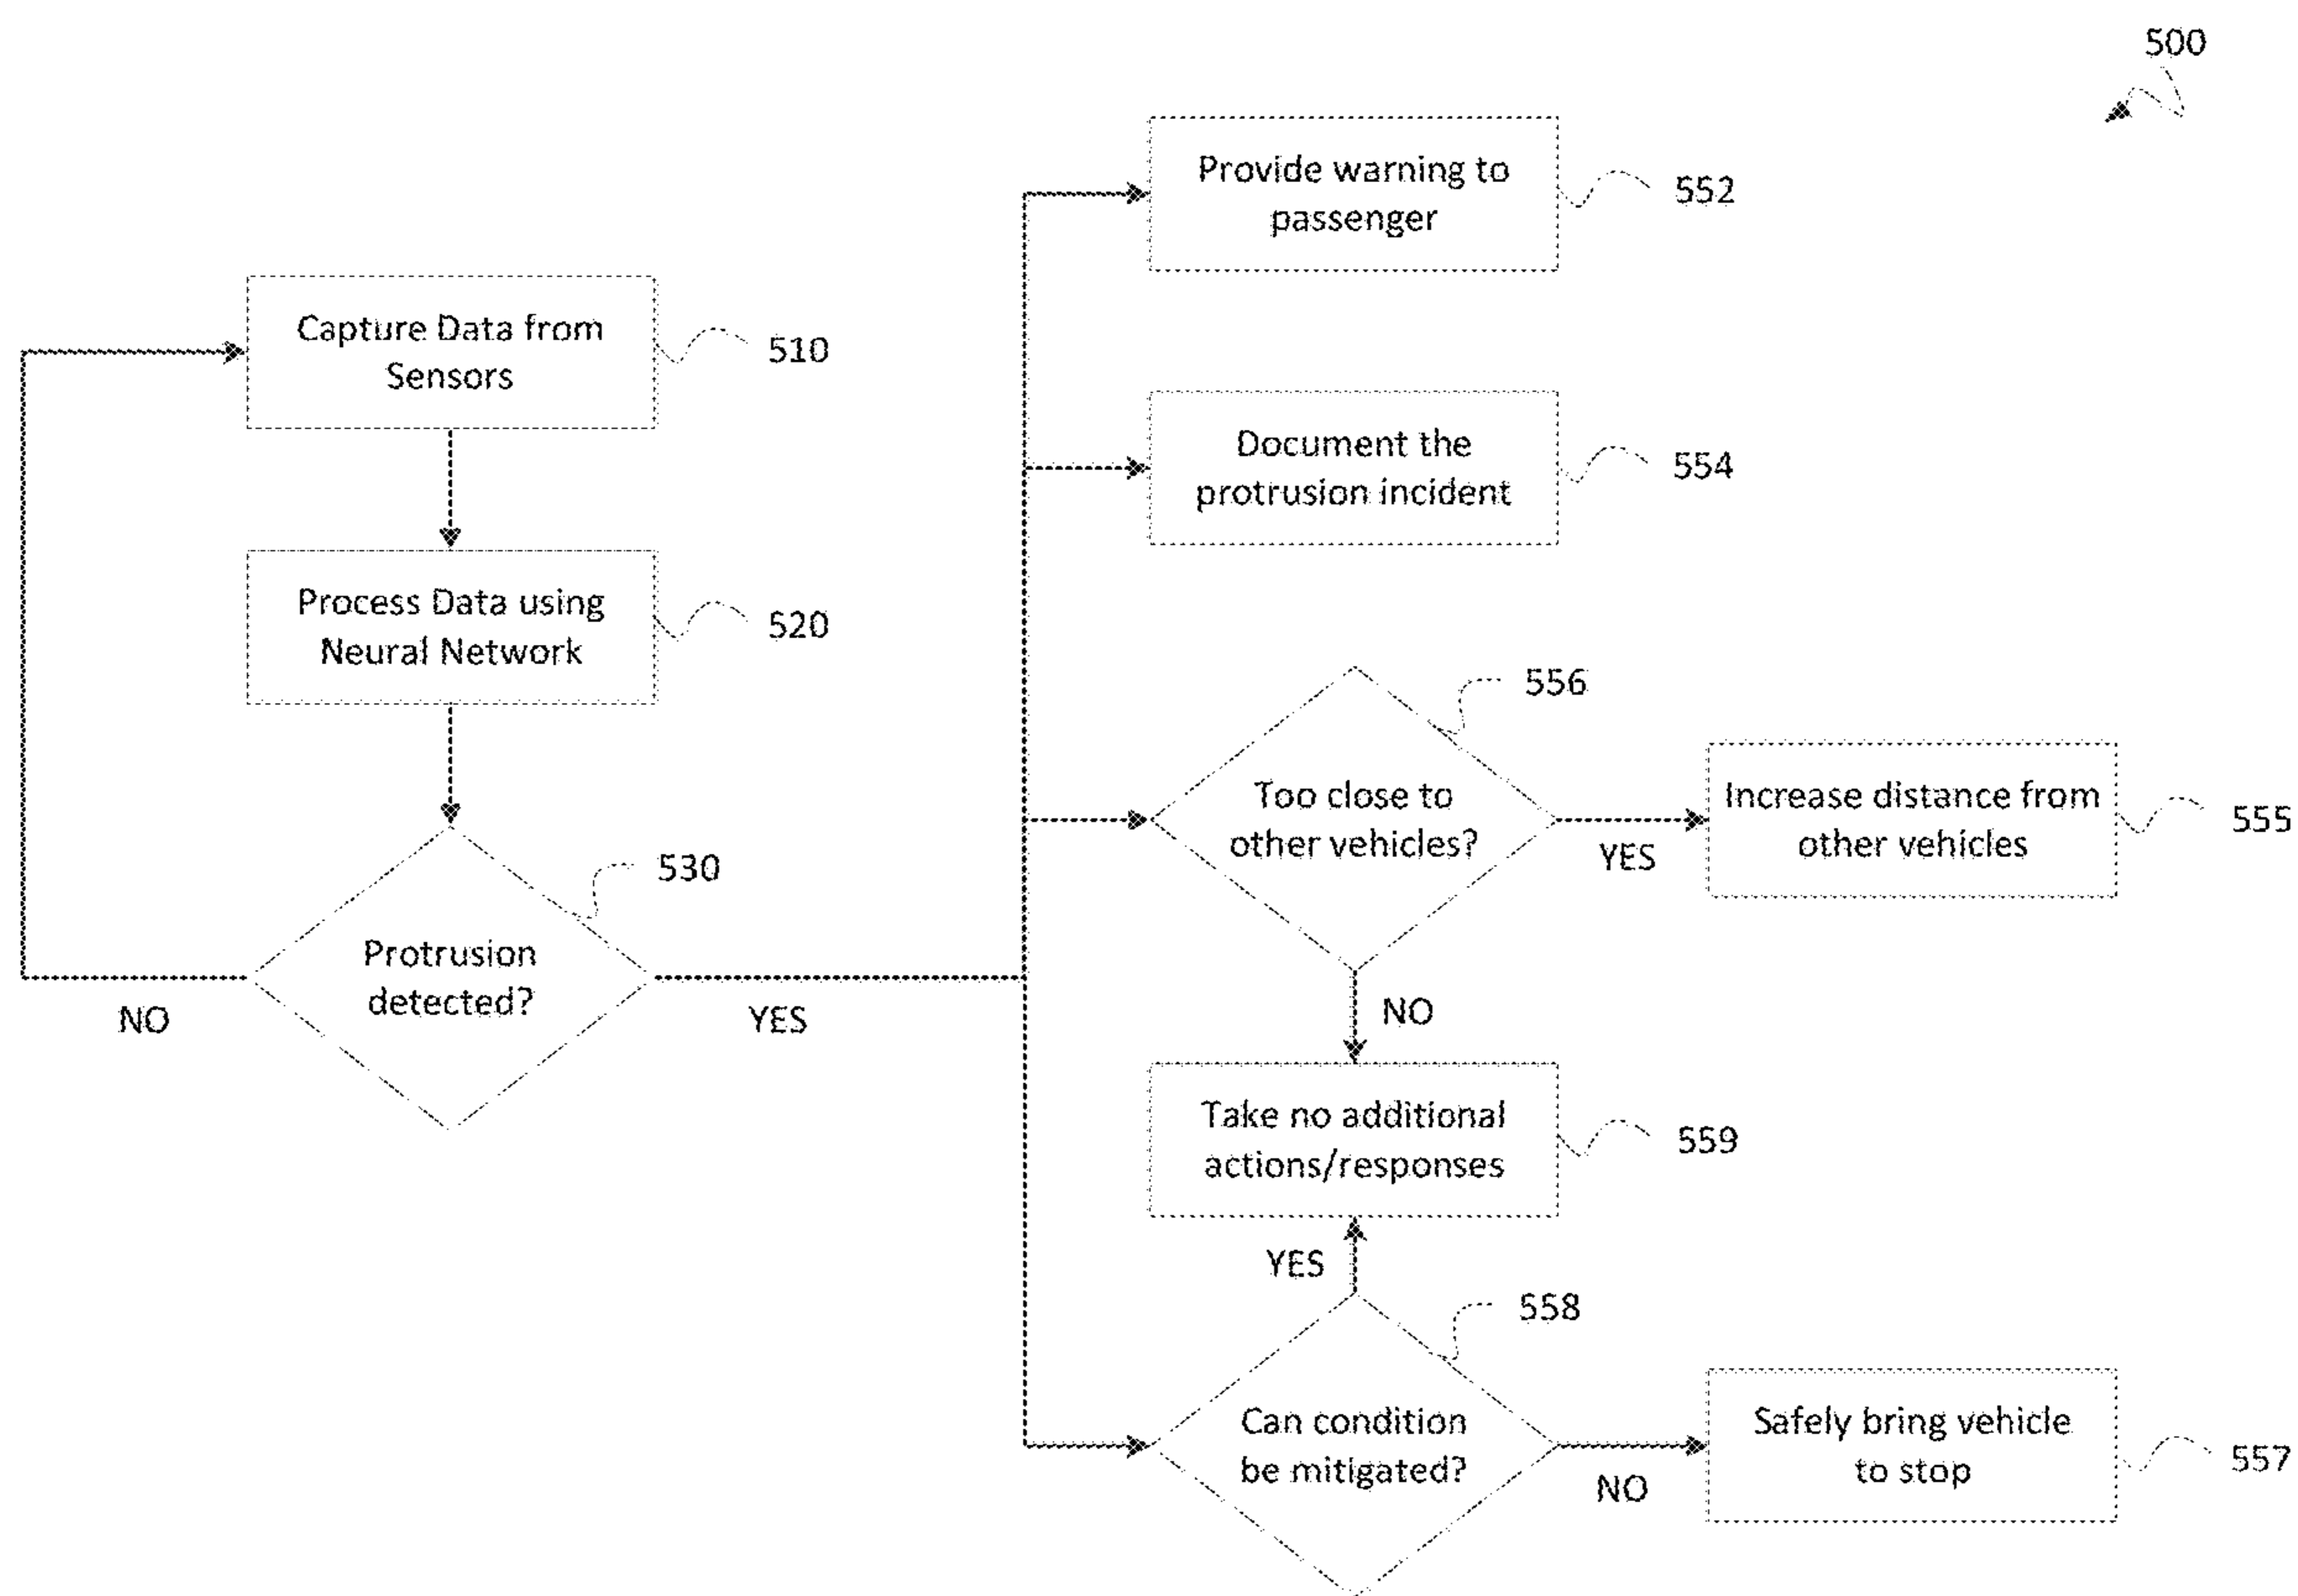 500
Provide warning to
passenger
552
Capture Data from
Sensors
510
Document the
protrusion incident
554
Process Data using
Neural Network
520
556
Too close to
other vehicles?
YES
Increase distance from
other vehicles
555
530
Protrusion
detected?
NO
YES
NO
Take no additional
actions/responses
559
YES
558
Can condition
be mitigated?
NO
Safely bring vehicle
to stop
557